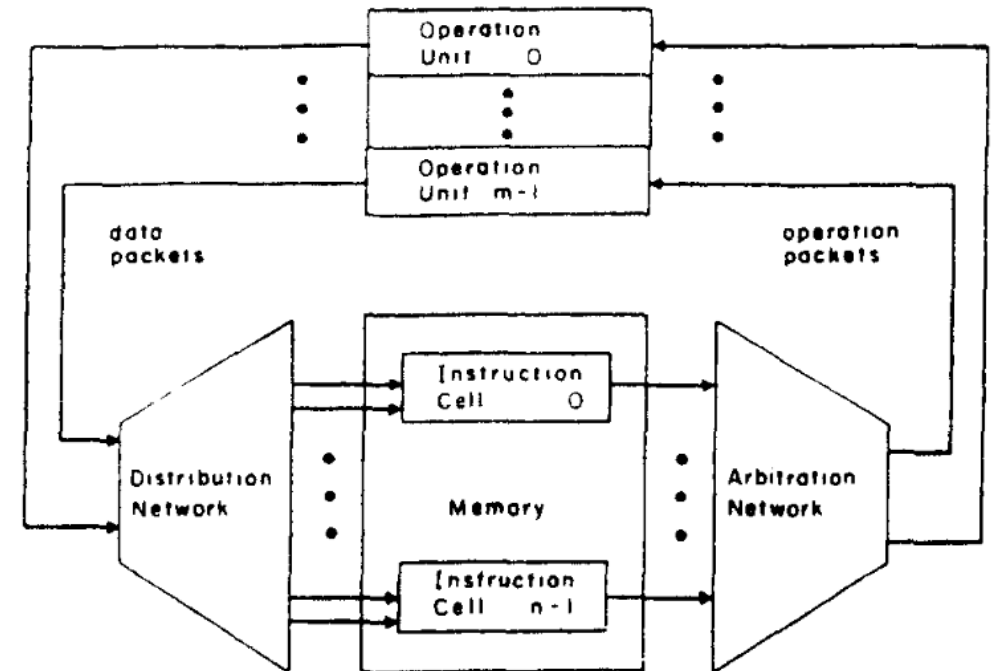 Operation
Unit 0
Operation
Unit m-1
data
packets
operation
packets
Instruction
Cell 0
Distribution
Network
Memory
Arbitration
Network
Instruction
Cell n-1